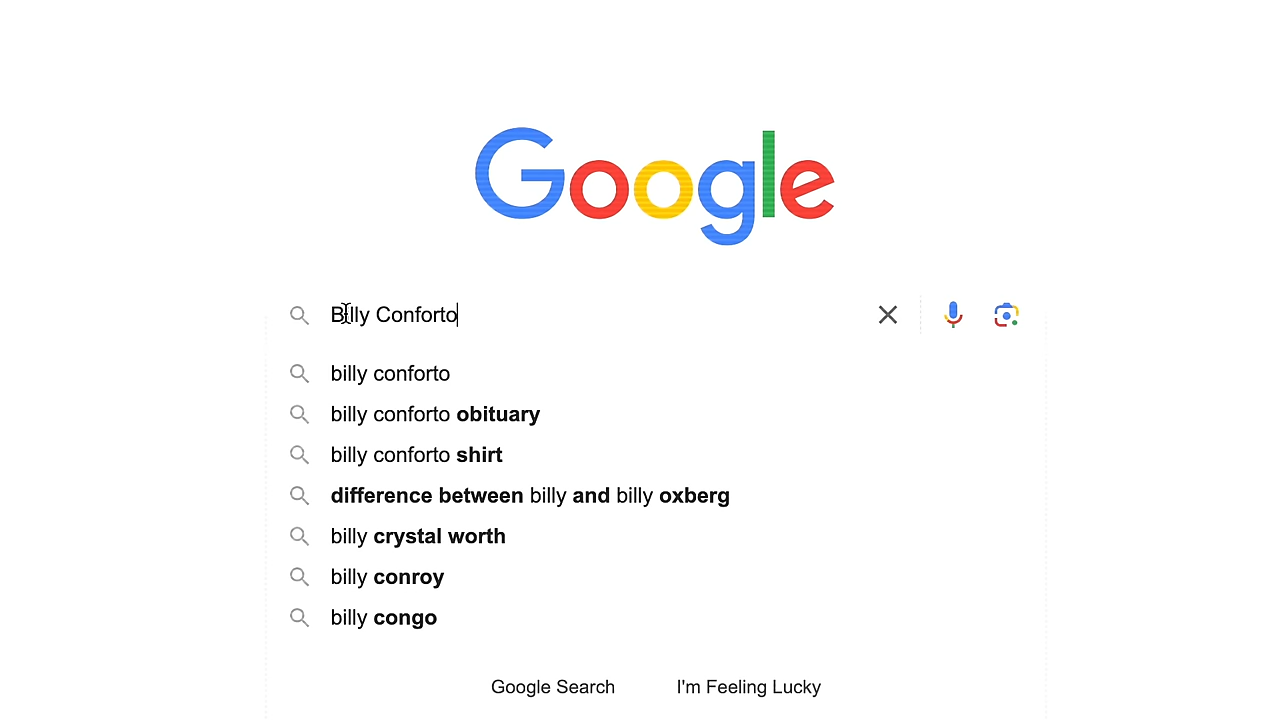 Google
Billy Conforto
billy conforto
billy conforto obituary
billy conforto shirt
difference between billy and billy oxberg
billy crystal worth
billy conroy
billy congo
Google Search I'm Feeling Lucky